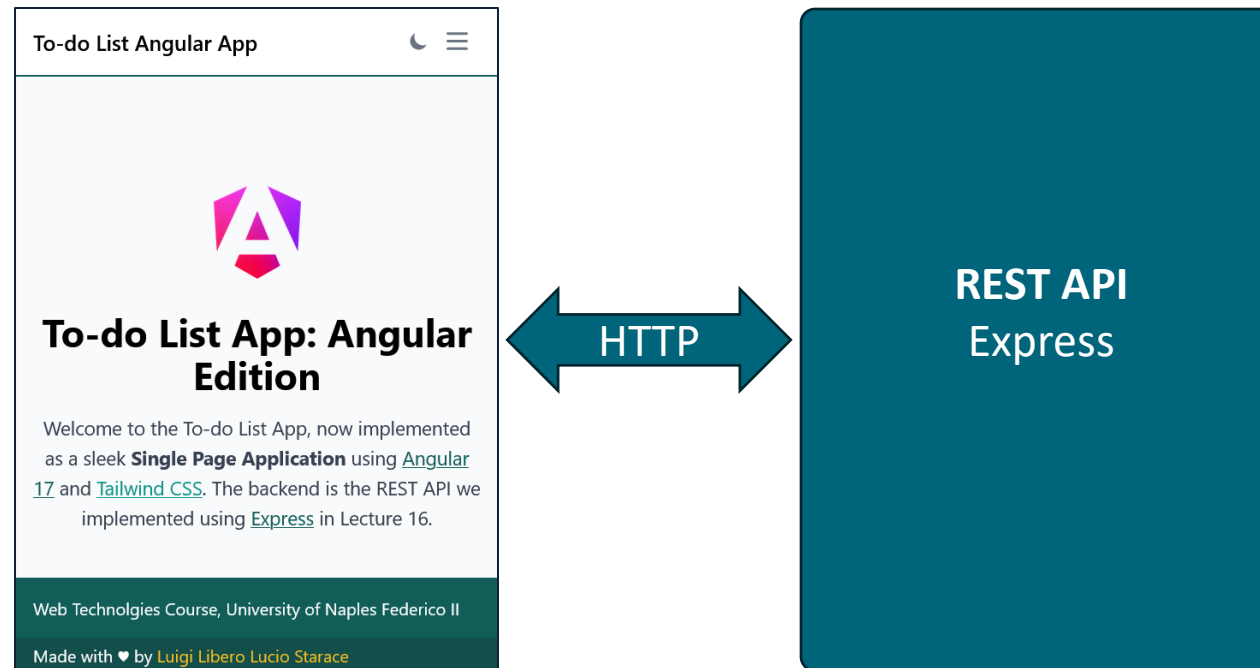 To-do List Angular App
To-do List App: Angular
Edition
Welcome to the To-do List App, now implemented
as a sleek Single Page Application using Angular
17 and Tailwind CSS. The backend is the REST API we
implemented using Express in Lecture 16.
Web Technolgies Course, University of Naples Federico II
Made with ♥ by Luigi Libero Lucio Starace
HTTP
REST API
Express